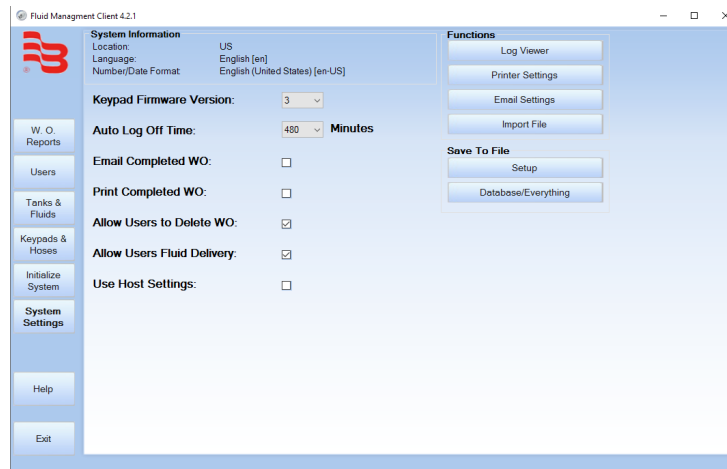 Fluid Managment Client 4.2.1
System Information
Location: US
Language: English [en]
Number/Date Format: English (United States) [en-US]
Keypad Firmware Version: 3
Auto Log Off Time: 480 Minutes
Email Completed WO:
Print Completed WO:
Allow Users to Delete WO:
Allow Users Fluid Delivery:
Use Host Settings:
Functions
Log Viewer
Printer Settings
Email Settings
Import File
Save To File
Setup
Database/Everything
W. O.
Reports
Users
Tanks &
Fluids
Keypads &
Hoses
Initialize
System
System
Settings
Help
Exit
®